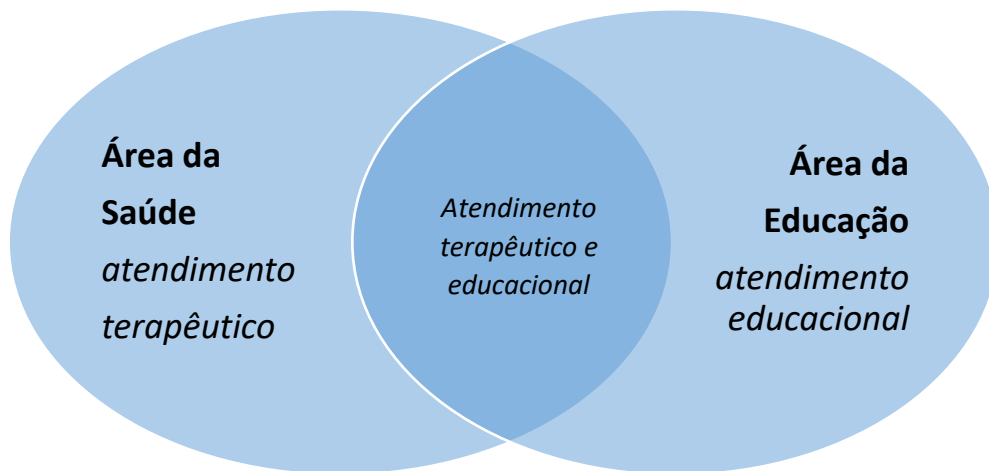 Área da
Saúde
atendimento
terapêutico
Atendimento
terapêutico e
educacional
Área da
Educação
atendimento
educacional